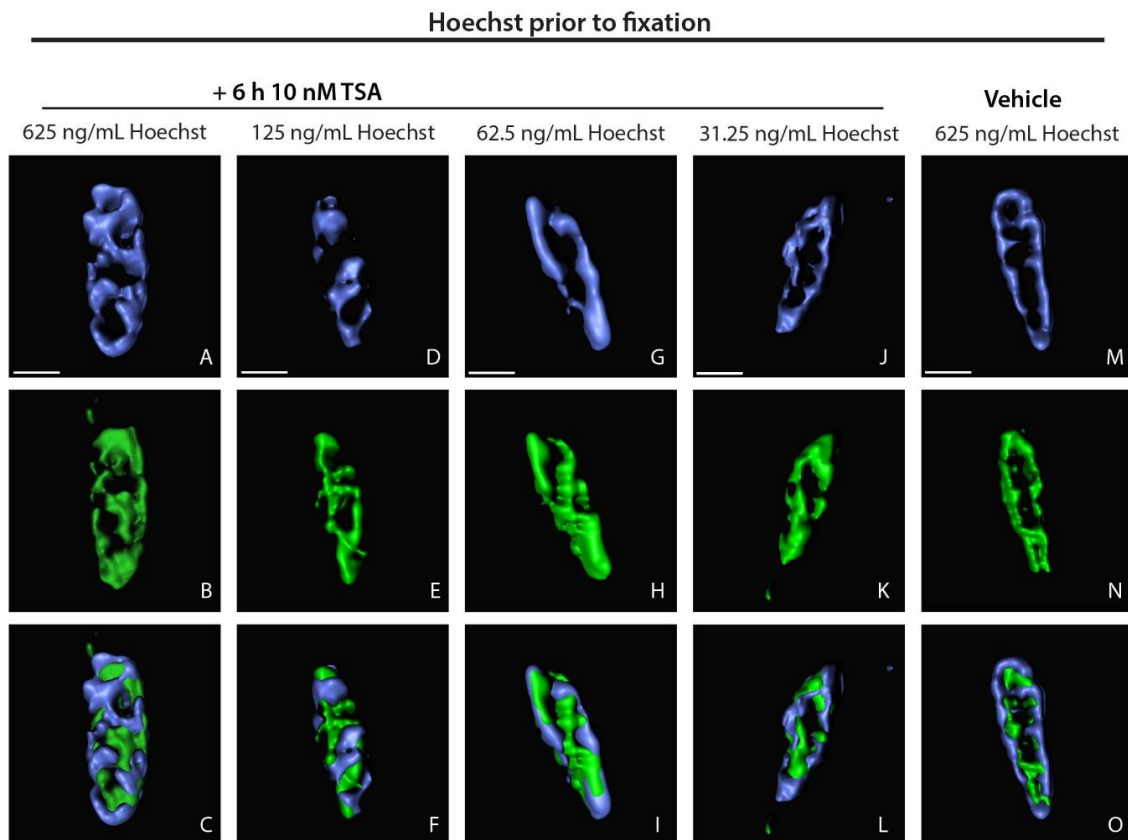 Hoechst prior to fixation
+ 6 h 10 nM TSA
Vehicle
625 ng/mL Hoechst
125 ng/mL Hoechst
62.5 ng/mL Hoechst
31.25 ng/mL Hoechst
625 ng/mL Hoechst
A
D
G
J
M
B
E
H
K
N
C
F
I
L
O